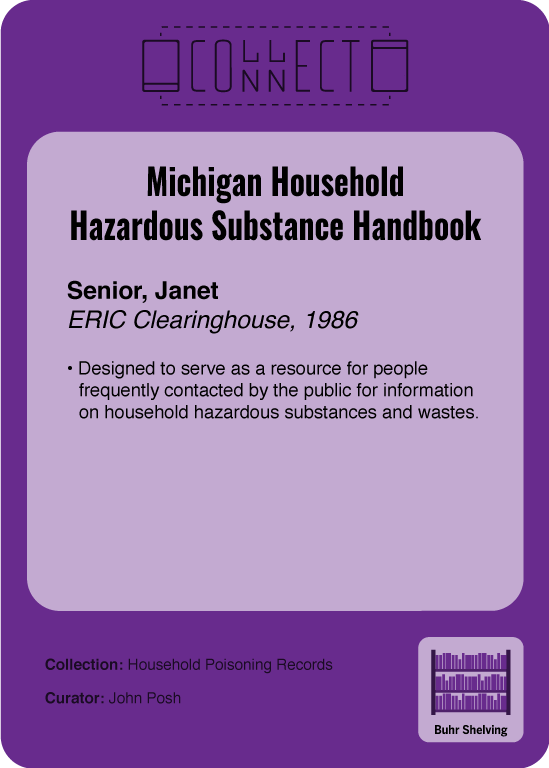 COLLECT
CONNECT
Michigan Household
Hazardous Substance Handbook
Senior, Janet
ERIC Clearinghouse, 1986
• Designed to serve as a resource for people
frequently contacted by the public for information
on household hazardous substances and wastes.
Collection: Household Poisoning Records
Curator: John Posh
Buhr Shelving